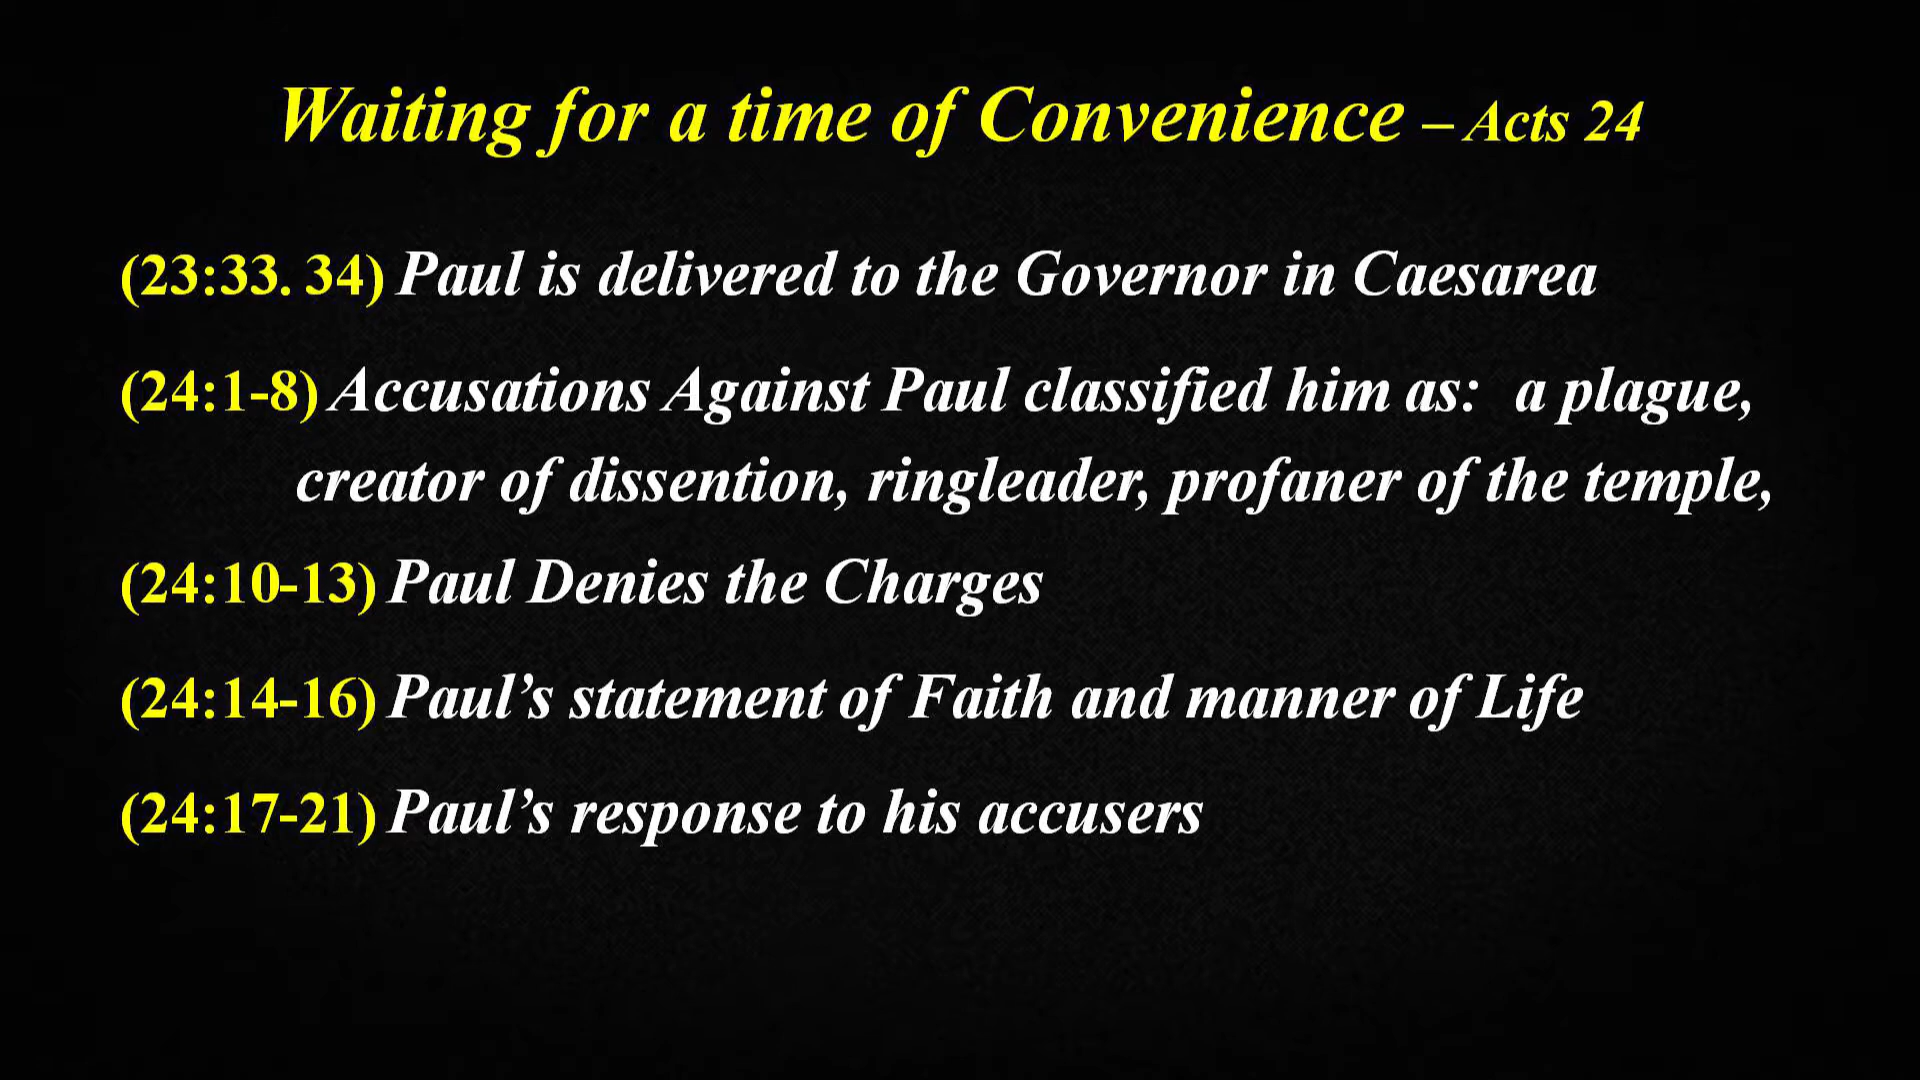 Waiting for a time of Convenience – Acts 24
(23:33. 34) Paul is delivered to the Governor in Caesarea
(24:1-8) Accusations Against Paul classified him as:  a plague,
creator of dissention, ringleader, profaner of the temple,
(24:10-13) Paul Denies the Charges
(24:14-16) Paul’s statement of Faith and manner of Life
(24:17-21) Paul’s response to his accusers